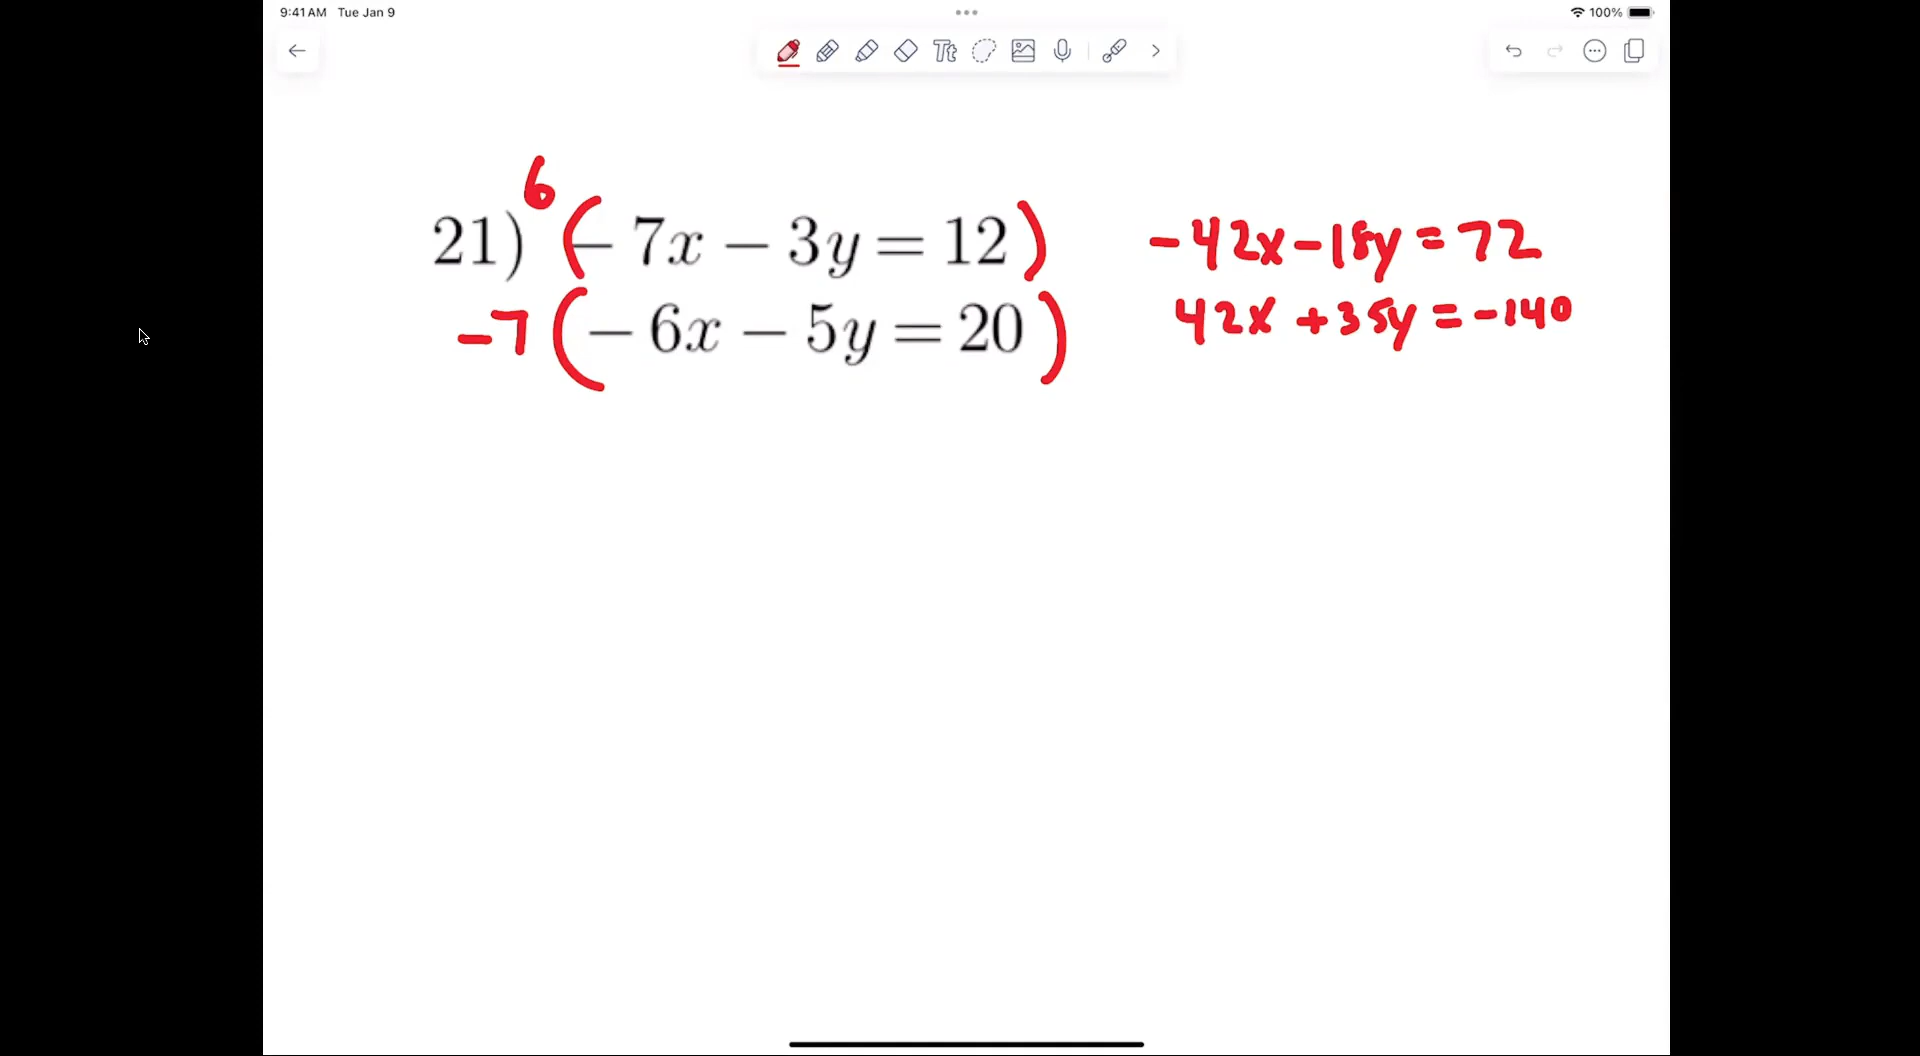 9:41 AM Tue Jan 9
100%
Tt
6
21) (− 7x − 3y = 12) -42x-18y=72
-7(− 6x − 5y = 20) 42x+35y=-140